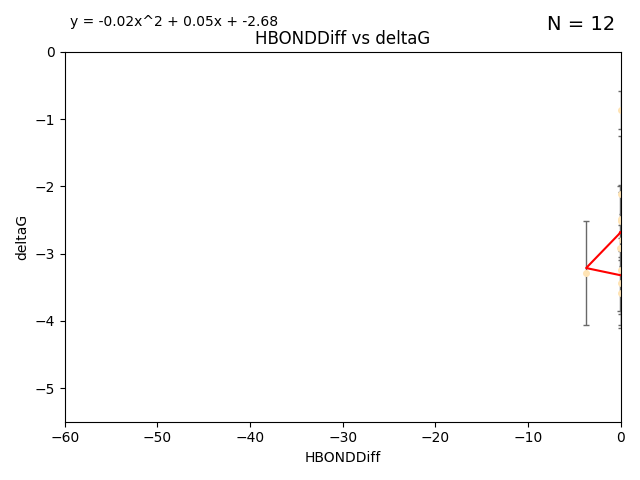 y = -0.02x^2 + 0.05x + -2.68
N = 12
HBONDDiff vs deltaG
0
−1
−2
−3
−4
−5
deltaG
−60 −50 −40 −30 −20 −10 0
HBONDDiff